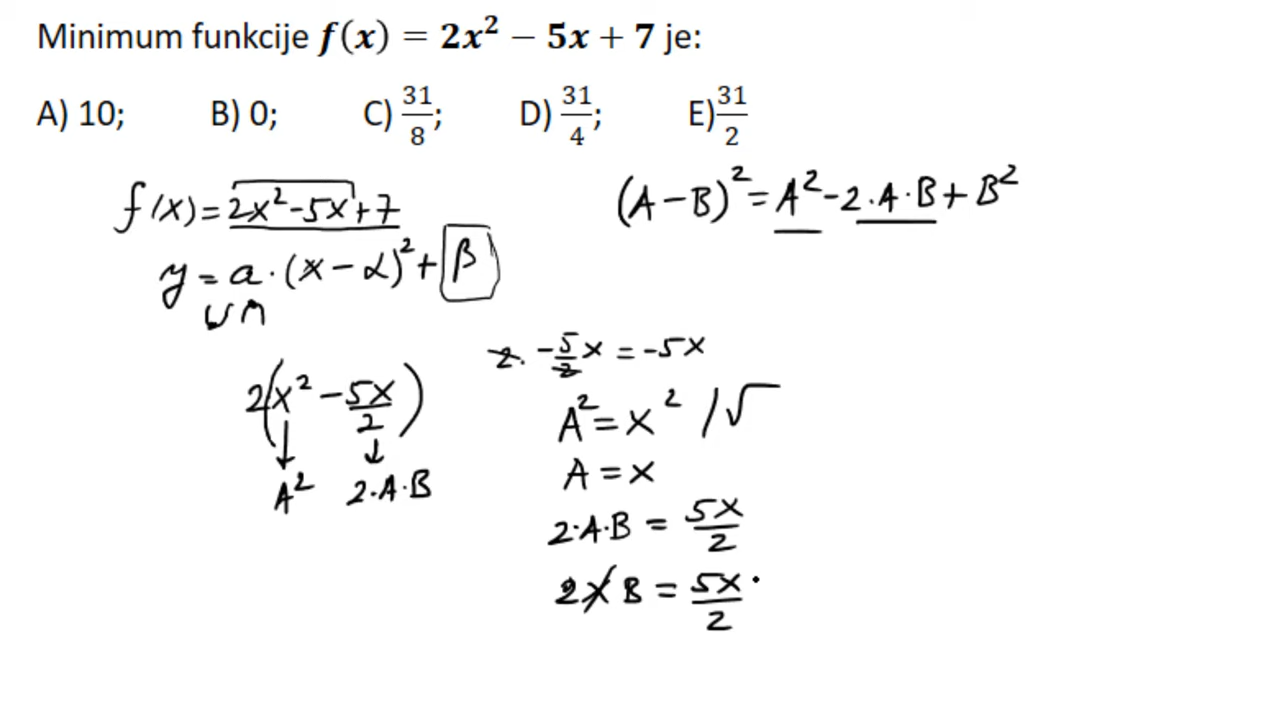 Minimum funkcije f(x) = 2x² − 5x + 7 je:
A) 10; B) 0; C) 31/8; D) 31/4; E) 31/2
f(x) = 2x² - 5x + 7
(A - B)² = A² - 2·A·B + B²
y = a·(x - α)² + β
∪ ∩
2·-5/2x = -5x
2(x² - 5x/2)
A² = x² /√
A² 2·A·B
A = x
2·A·B = 5x/2
2xB = 5x/2